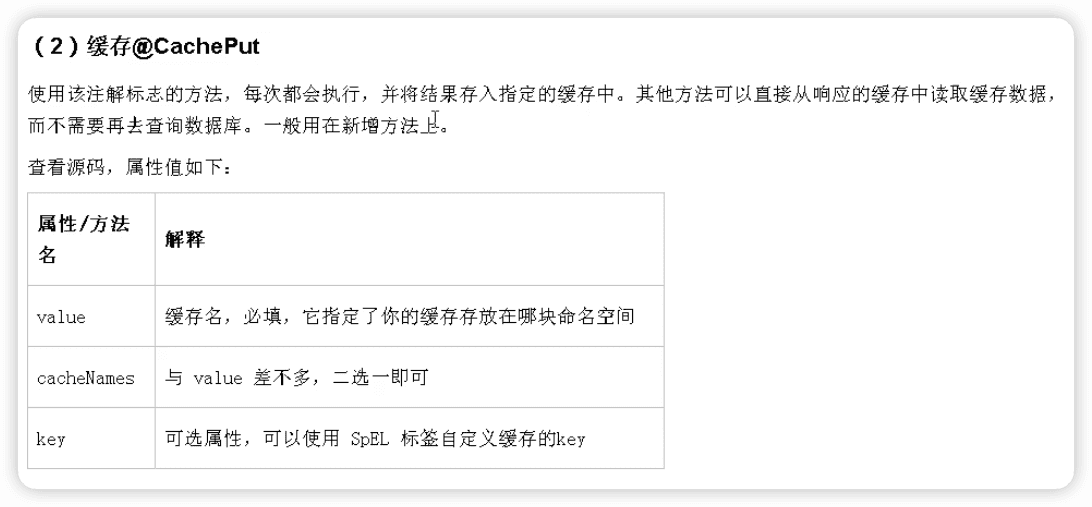 （2）缓存@CachePut
使用该注解标志的方法，每次都会执行，并将结果存入指定的缓存中。其他方法可以直接从响应的缓存中读取缓存数据，
而不需要再去查询数据库。一般用在新增方法上。
查看源码，属性值如下：
属性/方法
名
解释
value
缓存名，必填，它指定了你的缓存存放在哪块命名空间
cacheNames
与 value 差不多，二选一即可
key
可选属性，可以使用 SpEL 标签自定义缓存的key